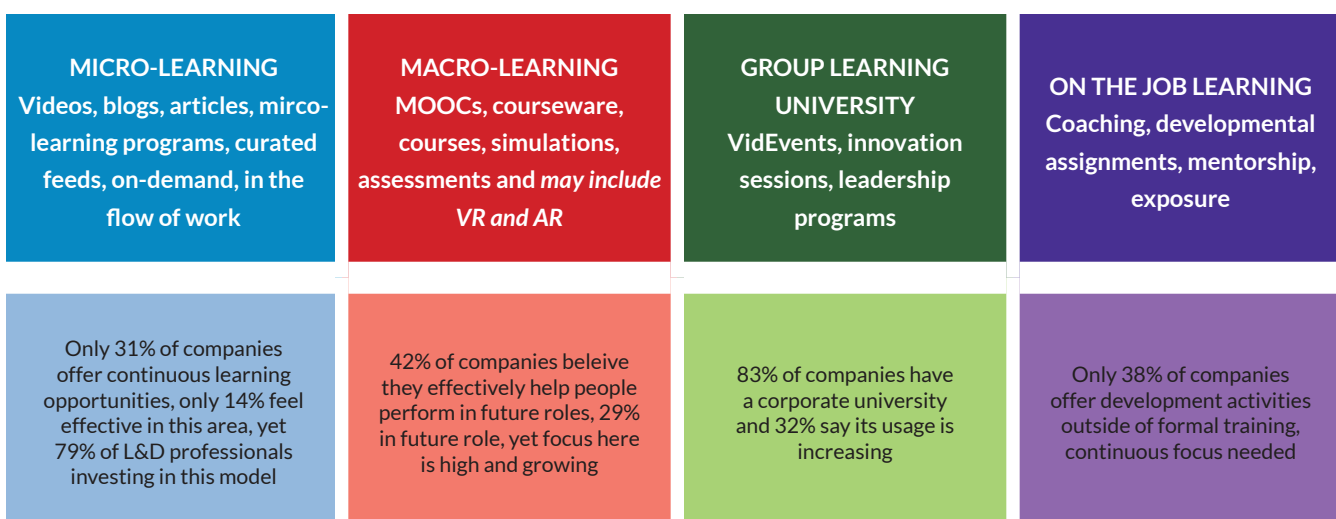 MICRO-LEARNING
Videos, blogs, articles, mirco-
learning programs, curated
feeds, on-demand, in the
flow of work
MACRO-LEARNING
MOOCs, courseware,
courses, simulations,
assessments and may include
VR and AR
GROUP LEARNING
UNIVERSITY
VidEvents, innovation
sessions, leadership
programs
ON THE JOB LEARNING
Coaching, developmental
assignments, mentorship,
exposure
Only 31% of companies
offer continuous learning
opportunities, only 14% feel
effective in this area, yet
79% of L&D professionals
investing in this model
42% of companies beleive
they effectively help people
perform in future roles, 29%
in future role, yet focus here
is high and growing
83% of companies have
a corporate university
and 32% say its usage is
increasing
Only 38% of companies
offer development activities
outside of formal training,
continuous focus needed